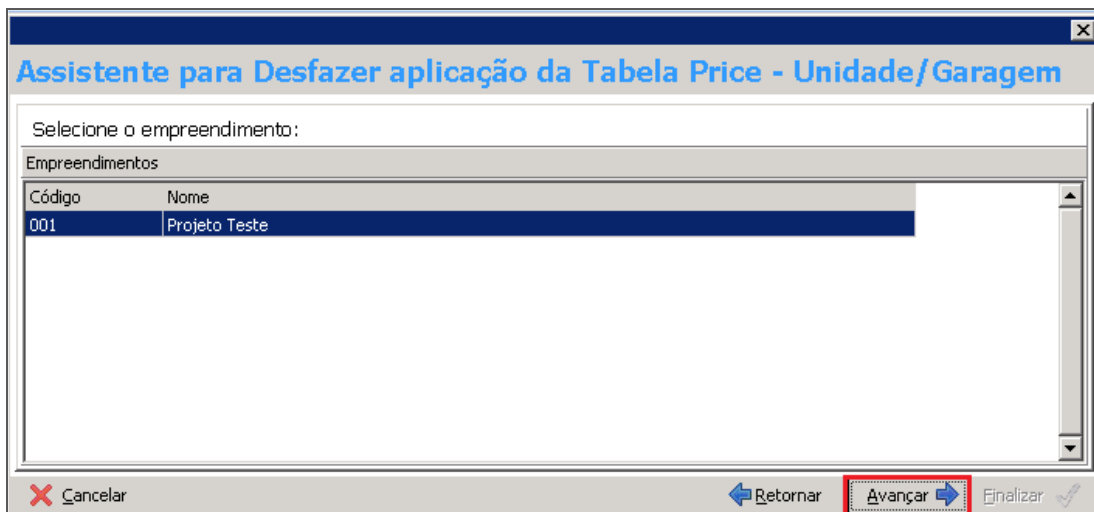 Assistente para Desfazer aplicação da Tabela Price - Unidade/Garagem
Selecione o empreendimento:
Empreendimentos
Código Nome
001 Projeto Teste
Cancelar Retornar Avançar Finalizar